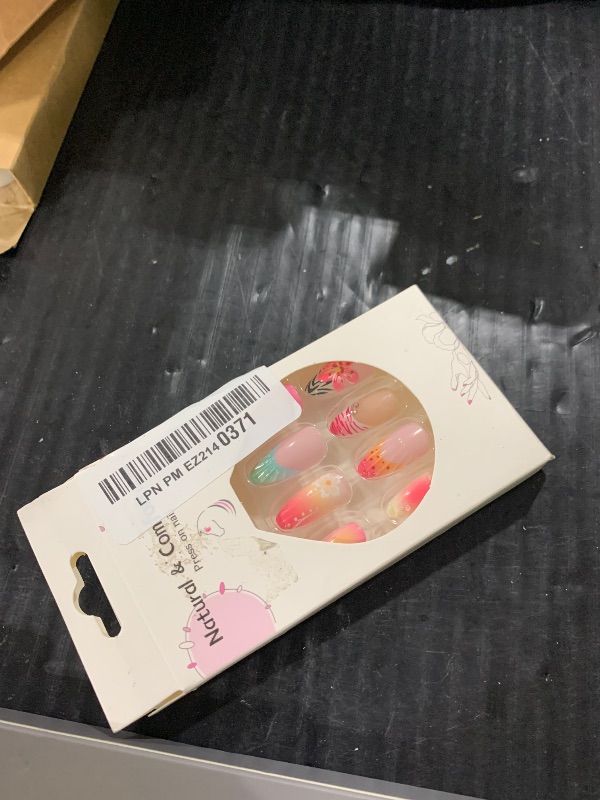 LPN PM EZ214 0371
Natural & Com
Press on nai